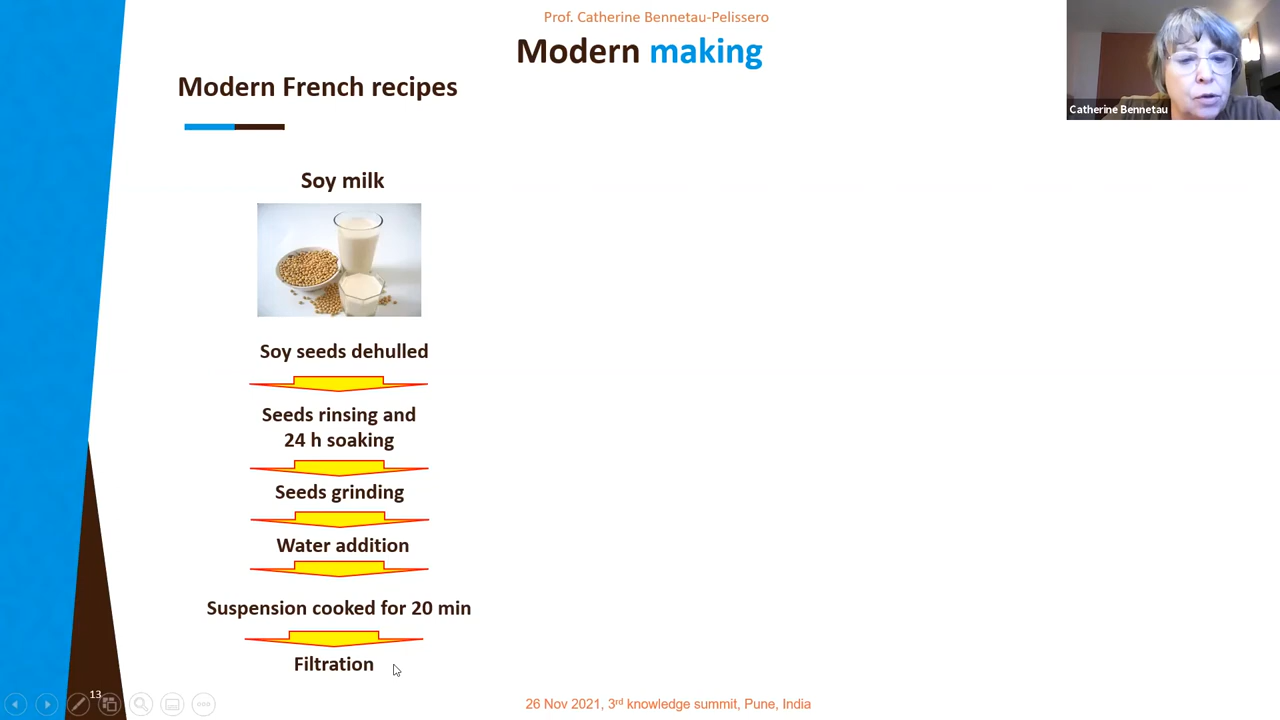 Prof. Catherine Bennetau-Pelissero
Modern making
Modern French recipes
Catherine Bennetau
Soy milk
Soy seeds dehulled
Seeds rinsing and
24 h soaking
Seeds grinding
Water addition
Suspension cooked for 20 min
Filtration
13
26 Nov 2021, 3rd knowledge summit, Pune, India